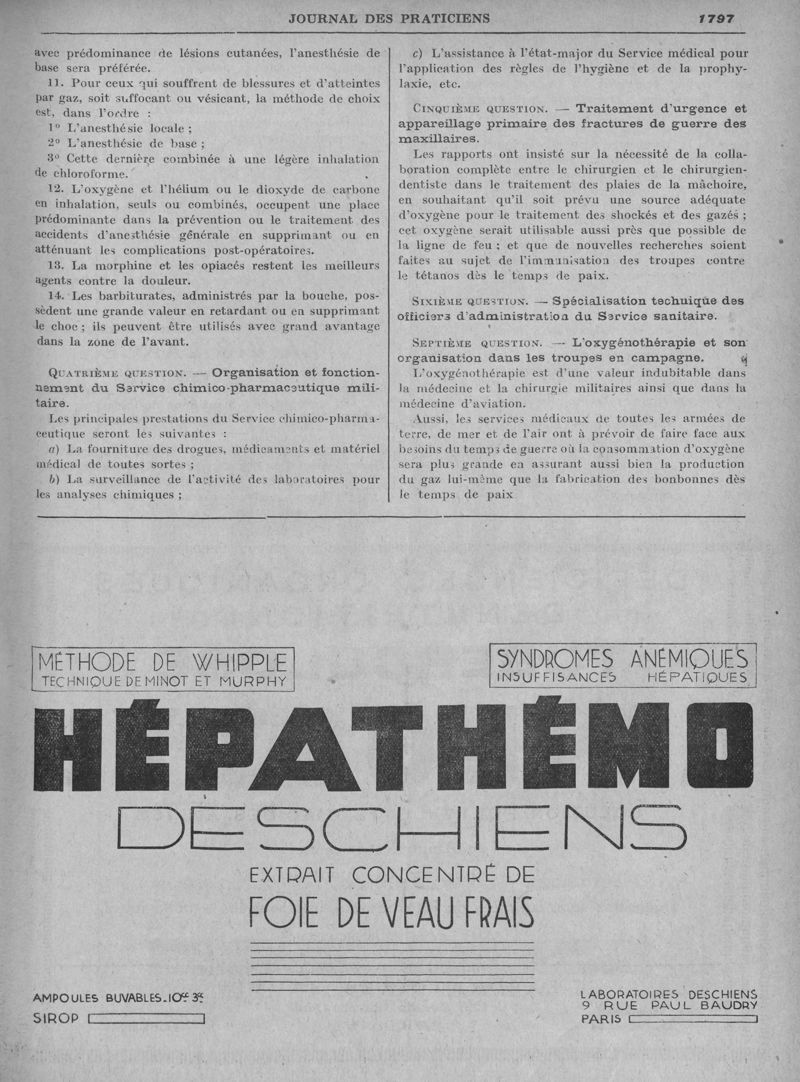 JOURNAL DES PRATICIENS 1797
avec prédominance de lésions cutanées, l'anesthésie de
base sera préférée.
11. Pour ceux qui souffrent de blessures et d'atteintes
par gaz, soit suffocant ou vésicant, la méthode de choix
est, dans l'ordre :
1° L'anesthésie locale ;
2° L'anesthésie de base ;
3° Cette dernière combinée à une légère inhalation
de chloroforme.
12. L'oxygène et l'hélium ou le dioxyde de carbone
en inhalation, seuls ou combinés, occupent une place
prédominante dans la prévention ou le traitement des
accidents d'anesthésie générale en supprimant ou en
atténuant les complications post-opératoires.
13. La morphine et les opiacés restent les meilleurs
agents contre la douleur.
14. Les barbiturates, administrés par la bouche, pos-
sèdent une grande valeur en retardant ou en supprimant
le choc ; ils peuvent être utilisés avec grand avantage
dans la zone de l'avant.
QUATRIÈME QUESTION. — Organisation et fonction-
nement du Service chimico-pharmaceutique mili-
taire.
Les principales prestations du Service chimico-pharma-
ceutique seront les suivantes :
a) La fourniture des drogues, médicaments et matériel
médical de toutes sortes ;
b) La surveillance de l'activité des laboratoires pour
les analyses chimiques ;
c) L'assistance à l'état-major du Service médical pour
l'application des règles de l'hygiène et de la prophy-
laxie, etc.
CINQUIÈME QUESTION. — Traitement d'urgence et
appareillage primaire des fractures de guerre des
maxillaires.
Les rapports ont insisté sur la nécessité de la colla-
boration complète entre le chirurgien et le chirurgien-
dentiste dans le traitement des plaies de la mâchoire,
en souhaitant qu'il soit prévu une source adéquate
d'oxygène pour le traitement des shockés et des gazés ;
cet oxygène serait utilisable aussi près que possible de
la ligne de feu ; et que de nouvelles recherches soient
faites au sujet de l'immunisation des troupes contre
le tétanos dès le temps de paix.
SIXIÈME QUESTION. — Spécialisation technique des
officiers d'administration du Service sanitaire.
SEPTIÈME QUESTION. — L'oxygénothérapie et son
organisation dans les troupes en campagne.
L'oxygénothérapie est d'une valeur indubitable dans
la médecine et la chirurgie militaires ainsi que dans la
médecine d'aviation.
Aussi, les services médicaux de toutes les armées de
terre, de mer et de l'air ont à prévoir de faire face aux
besoins du temps de guerre où la consommation d'oxygène
sera plus grande en assurant aussi bien la production
du gaz lui-même que la fabrication des bonbonnes dès
le temps de paix
MÉTHODE DE WHIPPLE
TECHNIQUE DE MINOT ET MURPHY
SYNDROMES ANÉMIQUES
INSUFFISANCES HÉPATIQUES
HÉPATHÉMO
DESCHIENS
EXTRAIT CONCENTRÉ DE
FOIE DE VEAU FRAIS
AMPOULES BUVABLES_10cc 3cc
SIROP
LABORATOIRES DESCHIENS
9 RUE PAUL BAUDRY
PARIS